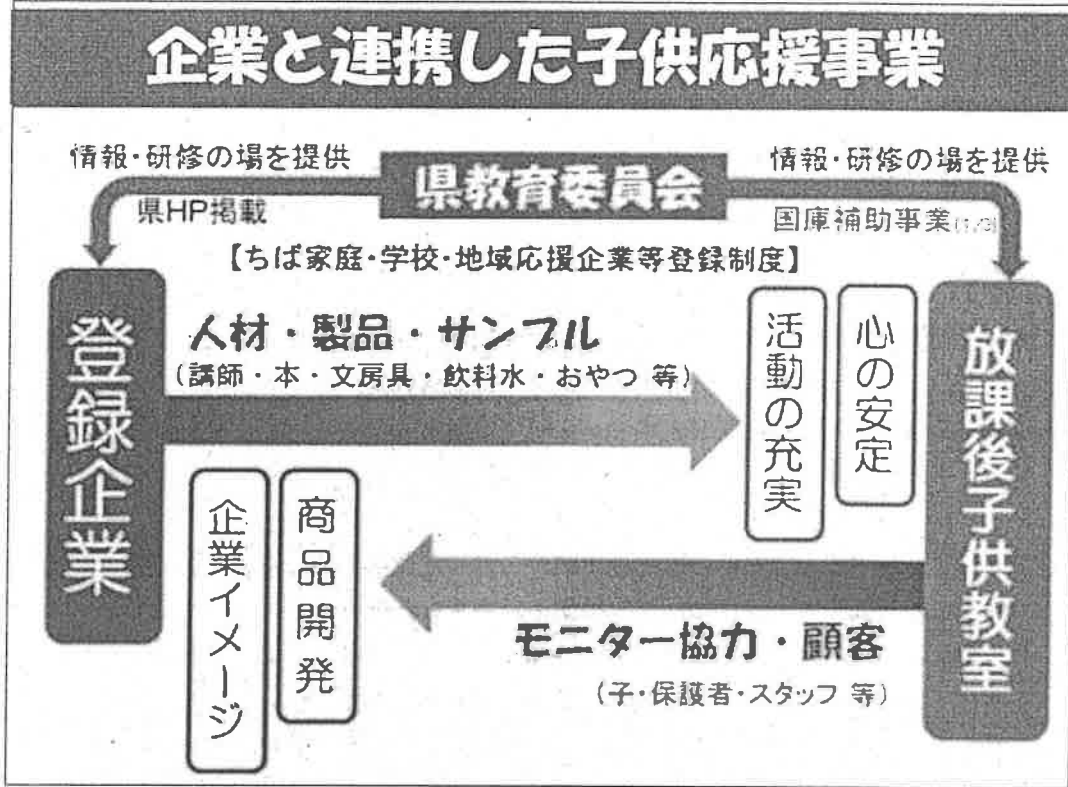 企業と連携した子供応援事業
情報・研修の場を提供
県教育委員会
情報・研修の場を提供
県HP掲載
国庫補助事業(1/3)
【ちば家庭・学校・地域応援企業等登録制度】
登録企業
人材・製品・サンプル
(講師・本・文房具・飲料水・おやつ 等)
活動の充実
心の安定
放課後子供教室
企業イメージ
商品開発
モニター協力・顧客
(子・保護者・スタッフ 等)